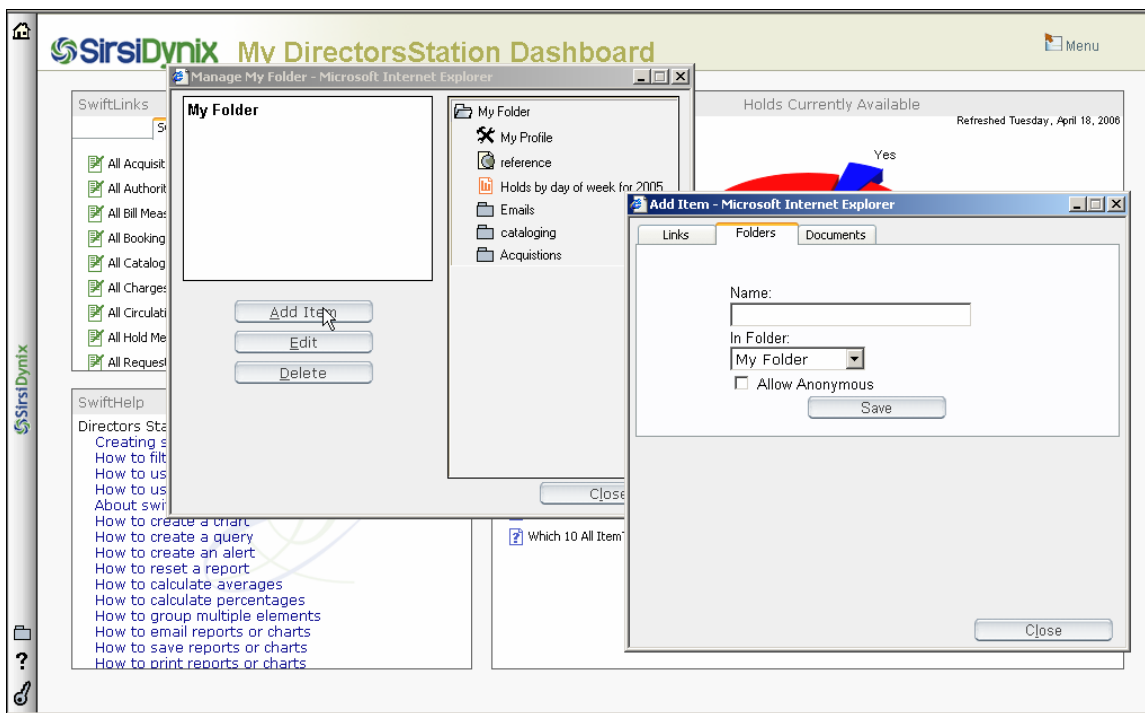 SirsiDynix My DirectorsStation Dashboard
Menu
SwiftLinks
All Acquisit
All Authorit
All Bill Meas
All Booking
All Catalog
All Charges
All Circulati
All Hold Me
All Request
SwiftHelp
Directors Sta
Creating s
How to filt
How to us
How to us
About swi
How to create a chart
How to create a query
How to create an alert
How to reset a report
How to calculate averages
How to calculate percentages
How to group multiple elements
How to email reports or charts
How to save reports or charts
How to print reports or charts
Manage My Folder - Microsoft Internet Explorer
My Folder
Add Item
Edit
Delete
My Folder
My Profile
reference
Holds by day of week for 2005
Emails
cataloging
Acquistions
Close
Which 10 All Item
Holds Currently Available
Refreshed Tuesday, April 18, 2006
Yes
Add Item - Microsoft Internet Explorer
Links Folders Documents
Name:
In Folder:
My Folder
Allow Anonymous
Save
Close
SirsiDynix
?